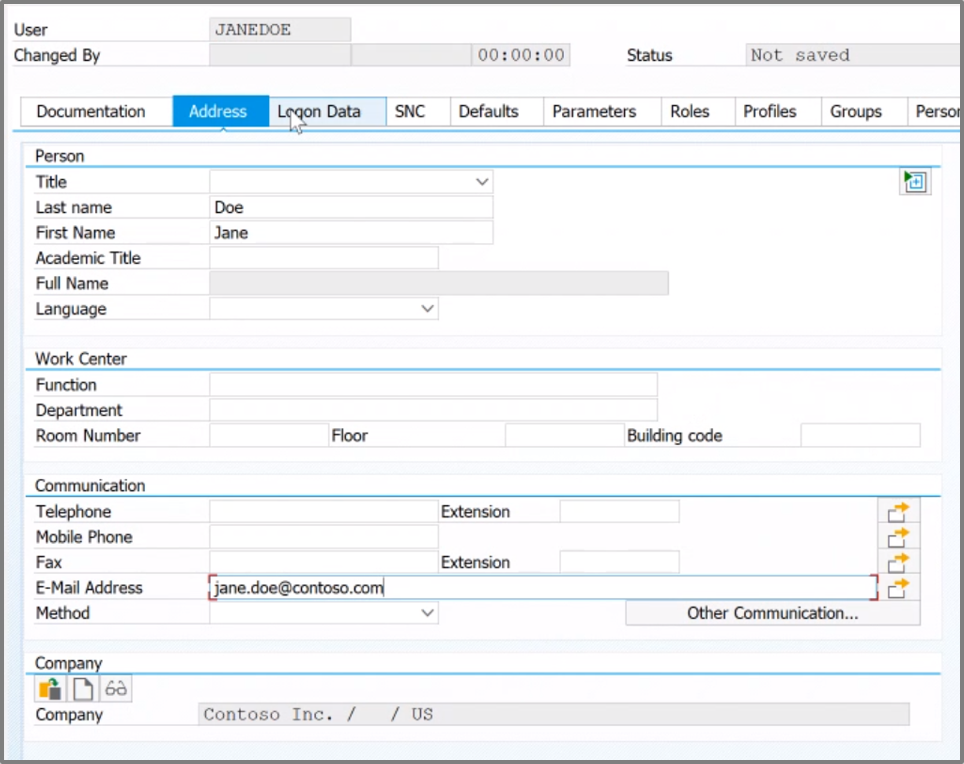 User JANEDOE
Changed By 00:00:00 Status Not saved
Documentation Address Logon Data SNC Defaults Parameters Roles Profiles Groups Person
Person
Title
Last name Doe
First Name Jane
Academic Title
Full Name
Language
Work Center
Function
Department
Room Number Floor Building code
Communication
Telephone Extension
Mobile Phone
Fax Extension
E-Mail Address jane.doe@contoso.com
Method Other Communication...
Company
Company Contoso Inc. / / US